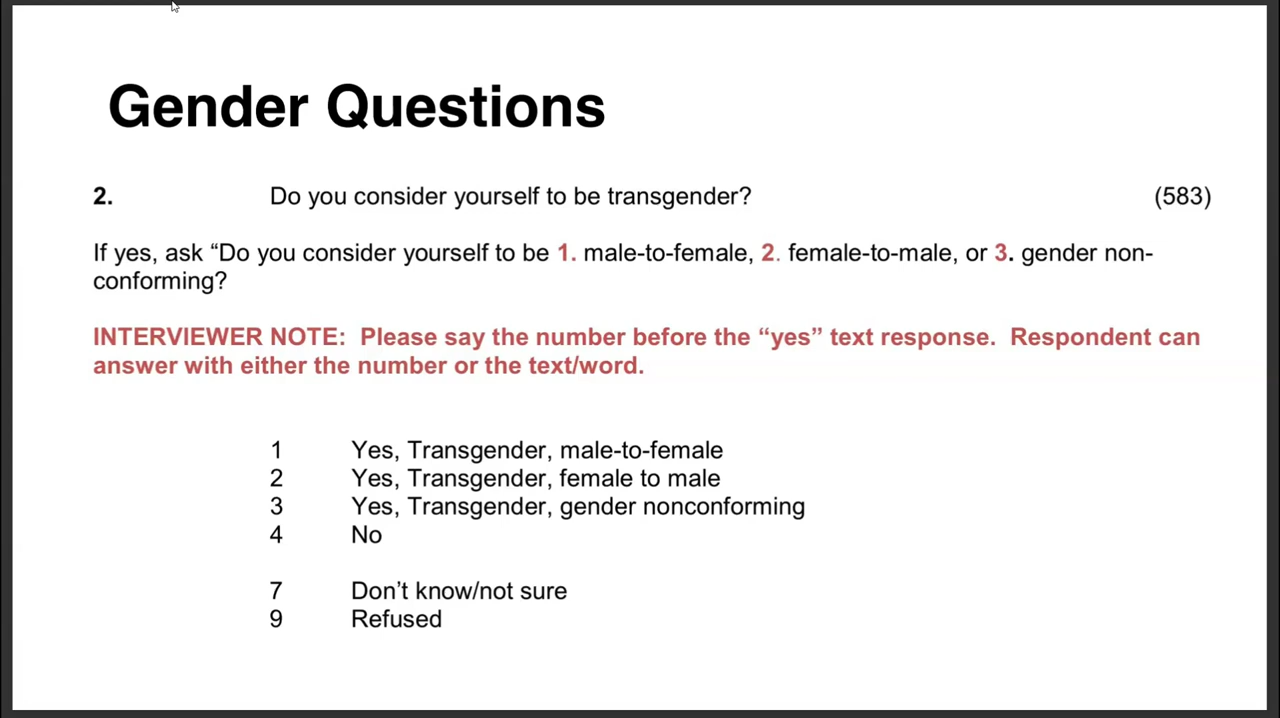 Gender Questions
2. Do you consider yourself to be transgender? (583)
If yes, ask “Do you consider yourself to be 1. male-to-female, 2. female-to-male, or 3. gender non-
conforming?
INTERVIEWER NOTE: Please say the number before the “yes” text response. Respondent can
answer with either the number or the text/word.
1 Yes, Transgender, male-to-female
2 Yes, Transgender, female to male
3 Yes, Transgender, gender nonconforming
4 No
7 Don’t know/not sure
9 Refused